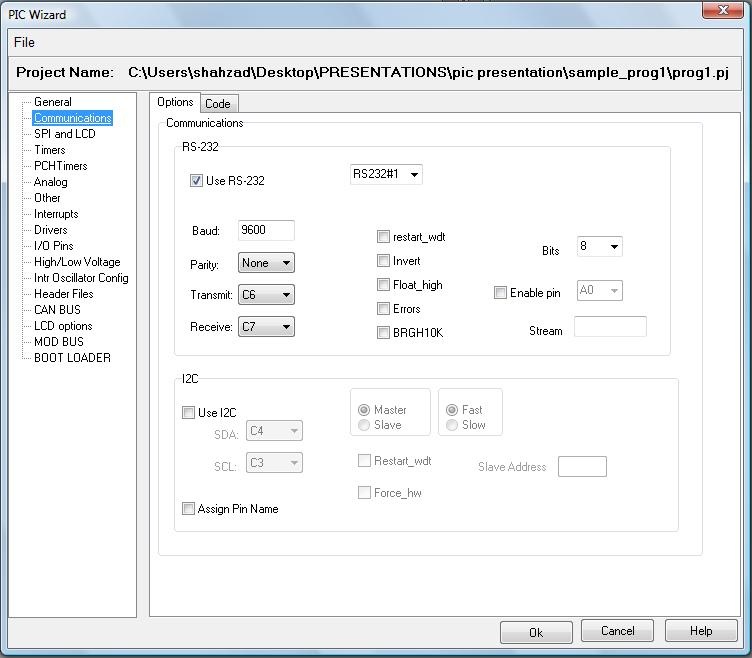 PIC Wizard
File
Project Name: C:\Users\shahzad\Desktop\PRESENTATIONS\pic presentation\sample_prog1\prog1.pj
General
Communications
SPI and LCD
Timers
PCHTimers
Analog
Other
Interrupts
Drivers
I/O Pins
High/Low Voltage
Intr Oscillator Config
Header Files
CAN BUS
LCD options
MOD BUS
BOOT LOADER
Options Code
Communications
RS-232
Use RS-232 RS232#1
Baud: 9600
Parity: None
Transmit: C6
Receive: C7
restart_wdt
Invert
Float_high
Errors
BRGH10K
Bits 8
Enable pin A0
Stream
I2C
Use I2C
SDA: C4
SCL: C3
Assign Pin Name
Master
Slave
Fast
Slow
Restart_wdt
Force_hw
Slave Address
Ok Cancel Help